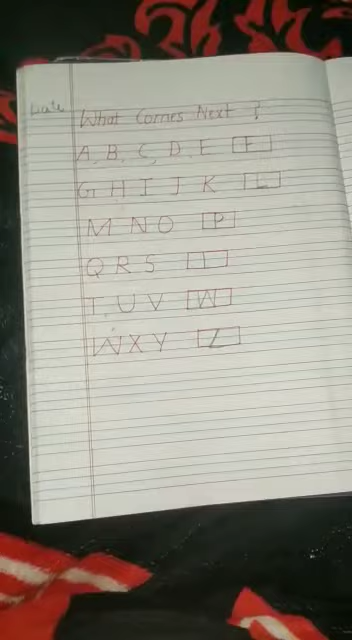 Date
What Comes Next ?
A, B, C, D, E F
G H I J K L
M N O P
Q R S T
T, U V W
W X Y Z